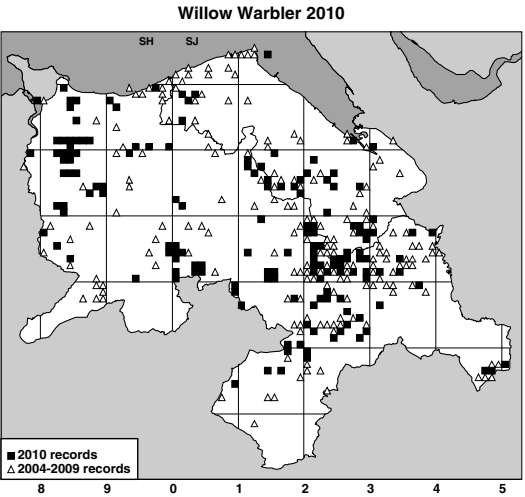 Willow Warbler 2010
SH SJ
2010 records
2004-2009 records
8 9 0 1 2 3 4 5